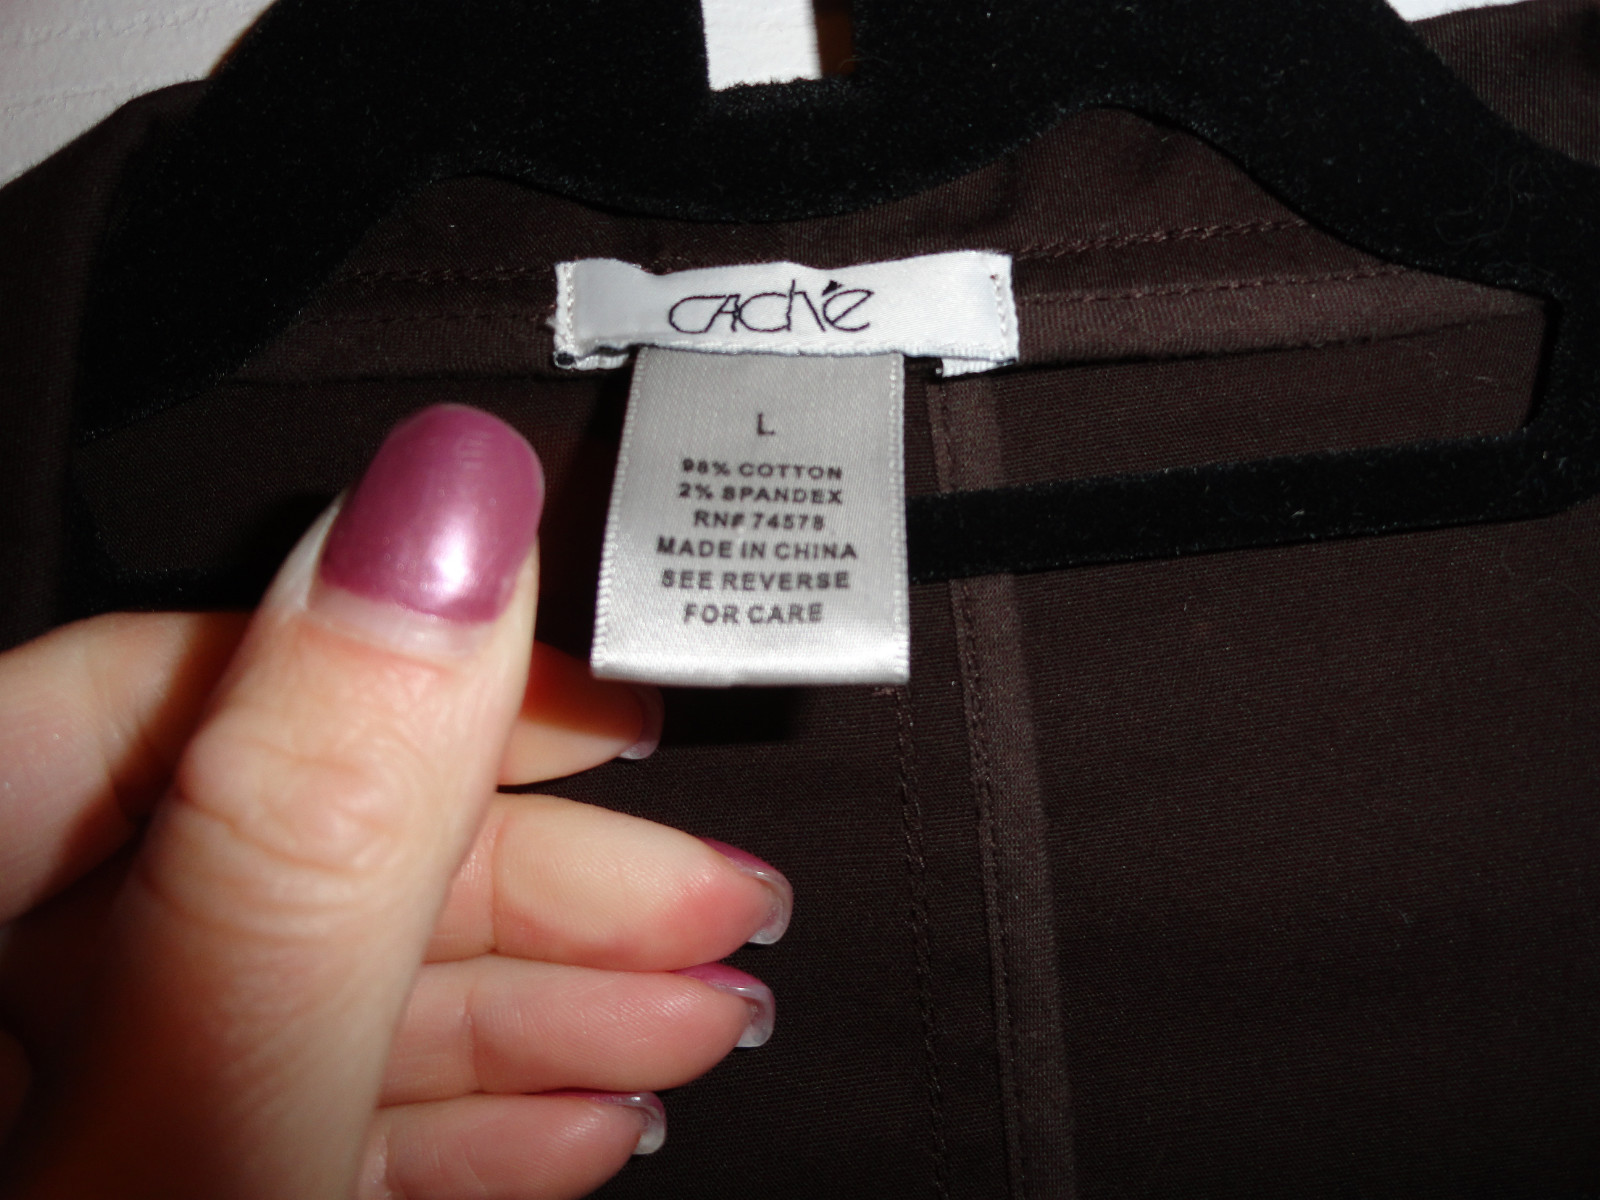 Caché
L
98% COTTON
2% SPANDEX
RN# 74578
MADE IN CHINA
SEE REVERSE
FOR CARE